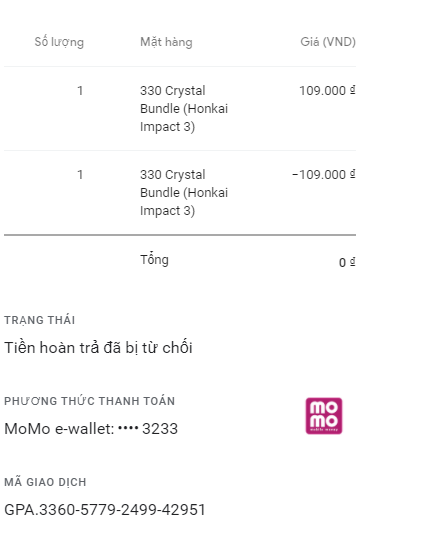 Số lượng Mặt hàng Giá (VND)
1 330 Crystal 109.000 ₫
Bundle (Honkai
Impact 3)
1 330 Crystal −109.000 ₫
Bundle (Honkai
Impact 3)
Tổng 0 ₫
TRẠNG THÁI
Tiền hoàn trả đã bị từ chối
PHƯƠNG THỨC THANH TOÁN
MoMo e-wallet: •••• 3233
mo
mo
mobile money
MÃ GIAO DỊCH
GPA.3360-5779-2499-42951